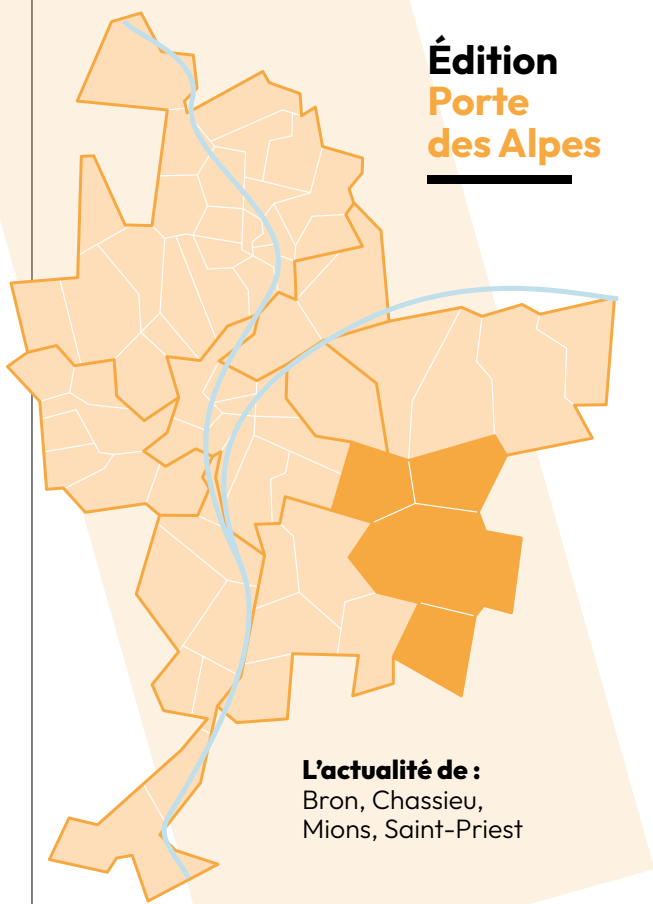 Édition
Porte
des Alpes
L'actualité de :
Bron, Chassieu,
Mions, Saint-Priest